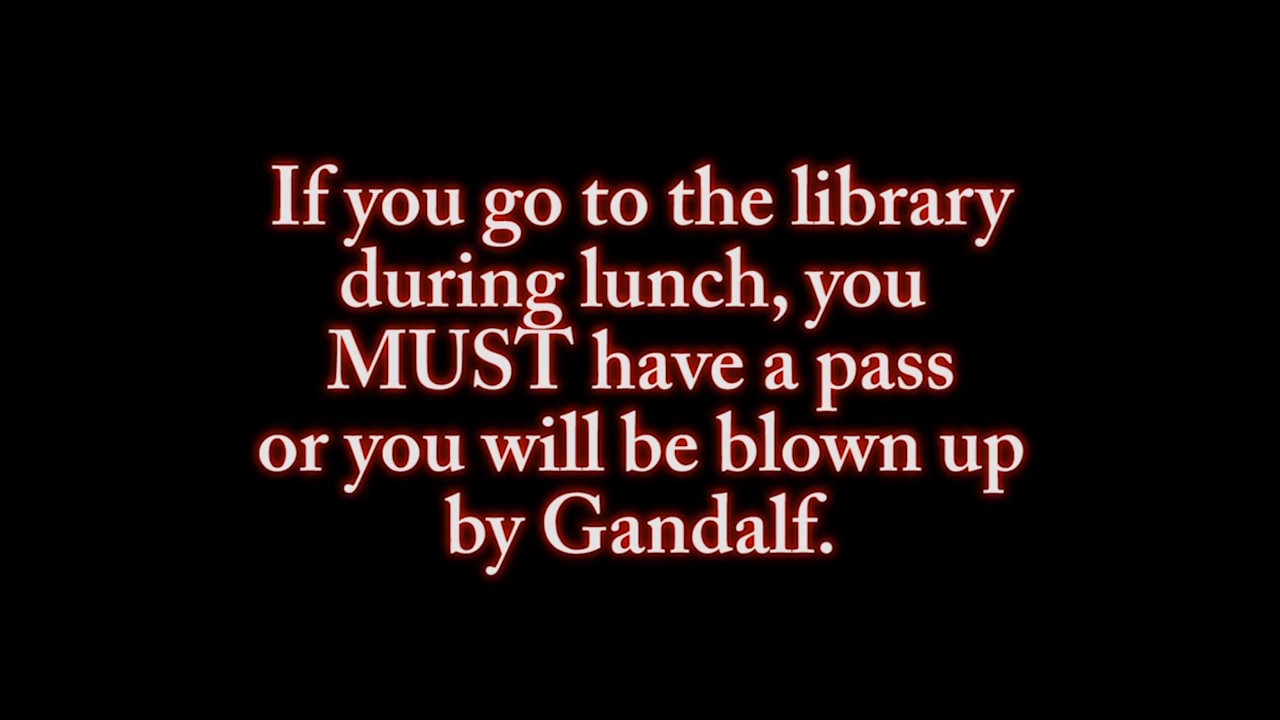 If you go to the library
during lunch, you
MUST have a pass
or you will be blown up
by Gandalf.